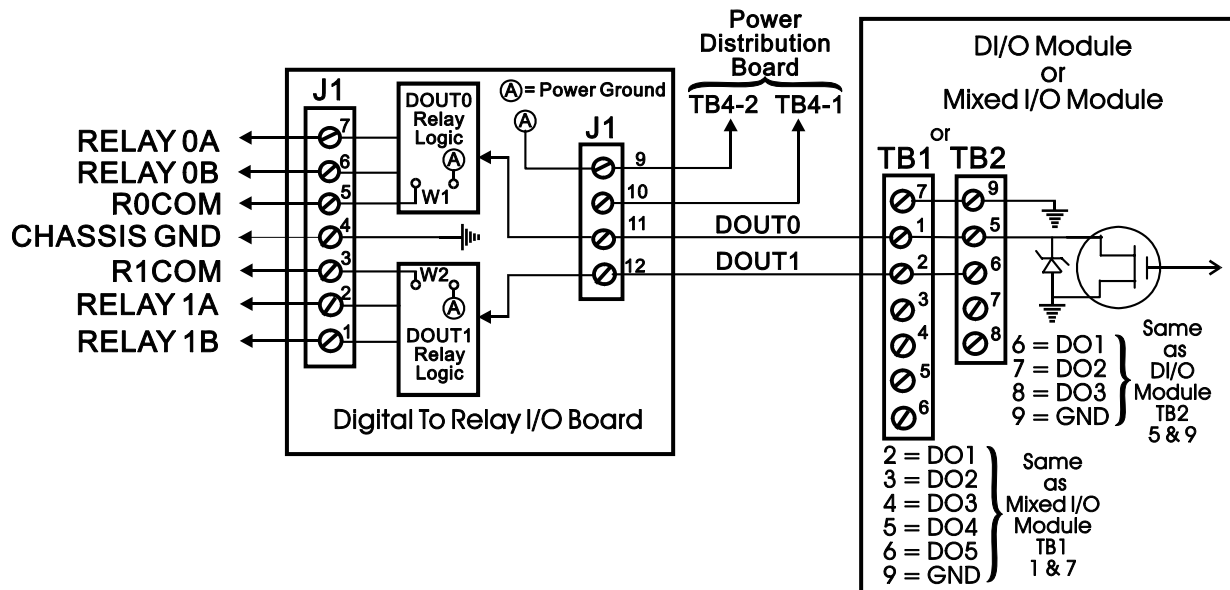 Power
Distribution
Board
TB4-2 TB4-1
DI/O Module
or
Mixed I/O Module
or
TB1 TB2
J1
DOUT0
Relay
Logic
A
W1
A = Power Ground
A
J1
RELAY 0A
RELAY 0B
R0COM
CHASSIS GND
R1COM
RELAY 1A
RELAY 1B
7
6
5
4
3
2
1
W2
A
DOUT1
Relay
Logic
9
10
11
12
DOUT0
DOUT1
Digital To Relay I/O Board
7
1
2
3
4
5
6
9
5
6
7
8
6 = DO1
7 = DO2
8 = DO3
9 = GND
Same
as
DI/O
Module
TB2
5 & 9
2 = DO1
3 = DO2
4 = DO3
5 = DO4
6 = DO5
9 = GND
Same
as
Mixed I/O
Module
TB1
1 & 7